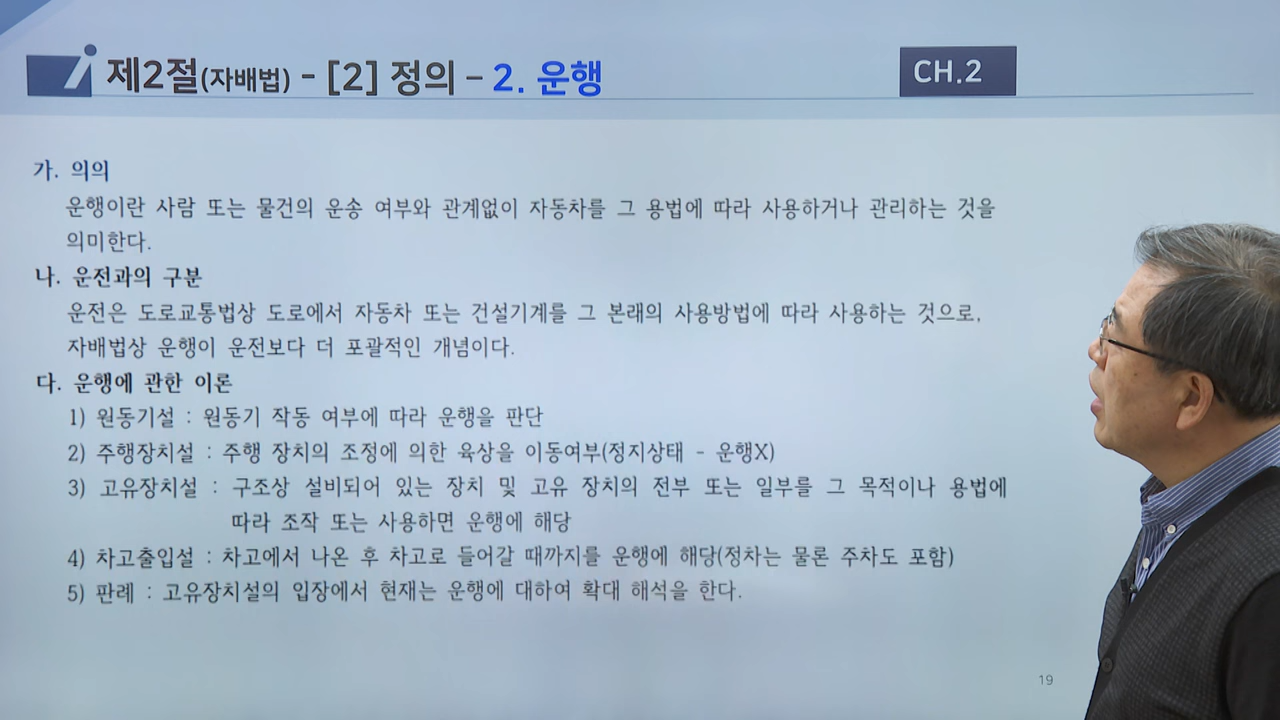 제2절(자배법) - [2] 정의 – 2. 운행
CH.2
가. 의의
운행이란 사람 또는 물건의 운송 여부와 관계없이 자동차를 그 용법에 따라 사용하거나 관리하는 것을
의미한다.
나. 운전과의 구분
운전은 도로교통법상 도로에서 자동차 또는 건설기계를 그 본래의 사용방법에 따라 사용하는 것으로,
자배법상 운행이 운전보다 더 포괄적인 개념이다.
다. 운행에 관한 이론
1) 원동기설 : 원동기 작동 여부에 따라 운행을 판단
2) 주행장치설 : 주행 장치의 조정에 의한 육상을 이동여부(정지상태 - 운행X)
3) 고유장치설 : 구조상 설비되어 있는 장치 및 고유 장치의 전부 또는 일부를 그 목적이나 용법에
따라 조작 또는 사용하면 운행에 해당
4) 차고출입설 : 차고에서 나온 후 차고로 들어갈 때까지를 운행에 해당(정차는 물론 주차도 포함)
5) 판례 : 고유장치설의 입장에서 현재는 운행에 대하여 확대 해석을 한다.
19